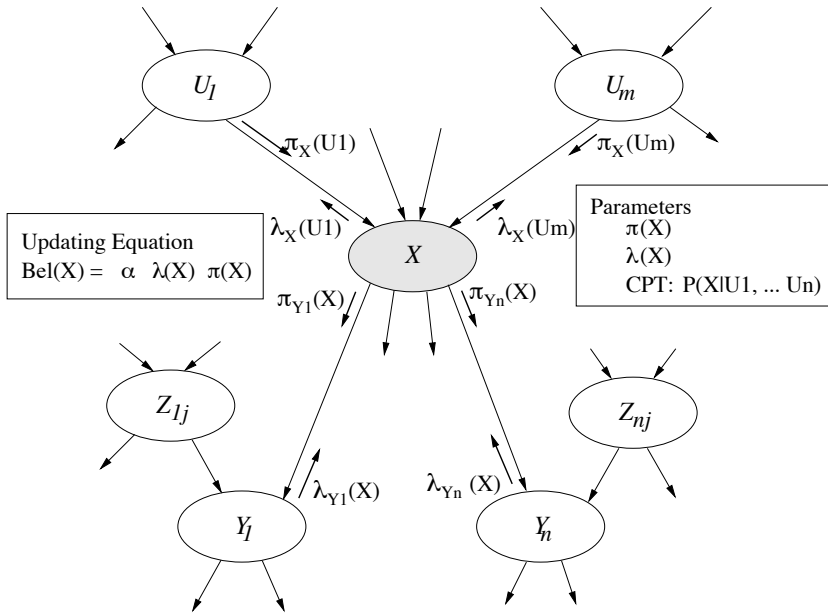 U1
Um
πX(U1)
πX(Um)
λX(U1)
λX(Um)
Updating Equation
Bel(X) = α λ(X) π(X)
X
Parameters
π(X)
λ(X)
CPT: P(X|U1, ... Un)
πY1(X)
πYn(X)
Z1j
Znj
λY1(X)
λYn (X)
Y1
Yn